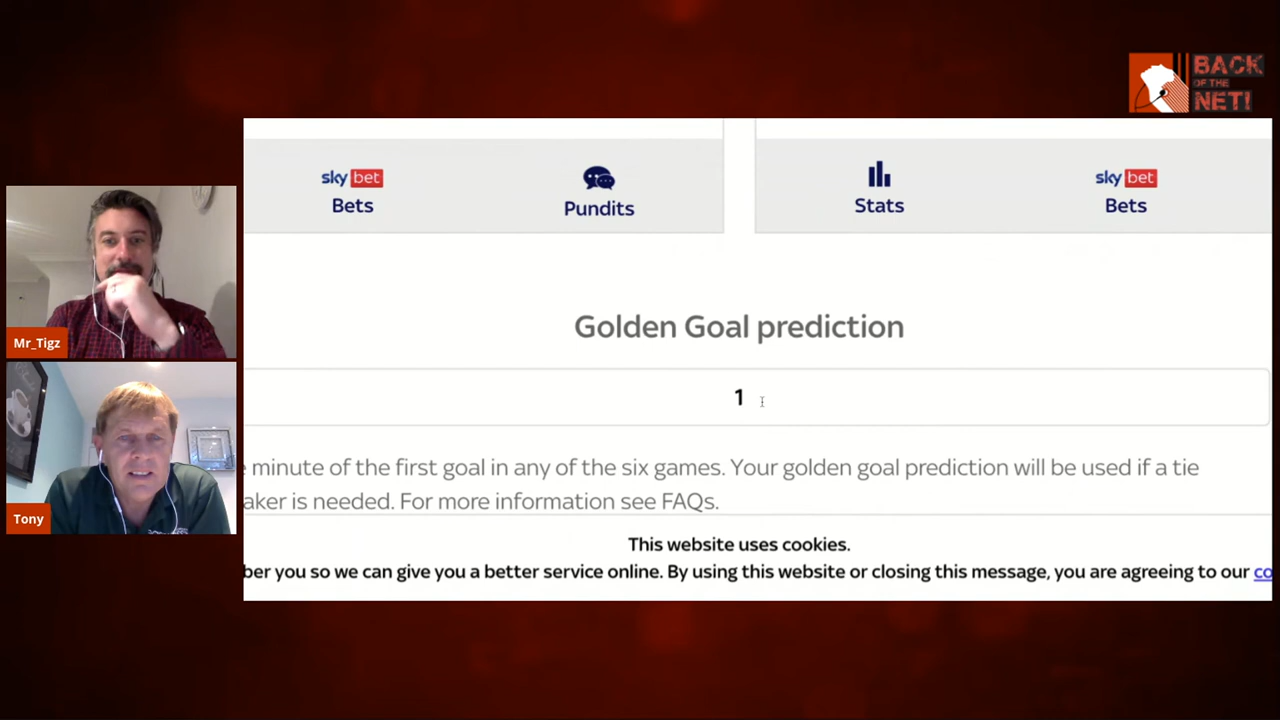 BACK
OF THE
NET!
sky bet
Bets
Pundits
Stats
sky bet
Bets
Golden Goal prediction
1
e minute of the first goal in any of the six games. Your golden goal prediction will be used if a tie
aker is needed. For more information see FAQs.
This website uses cookies.
ber you so we can give you a better service online. By using this website or closing this message, you are agreeing to our co
Mr_Tigz
Tony